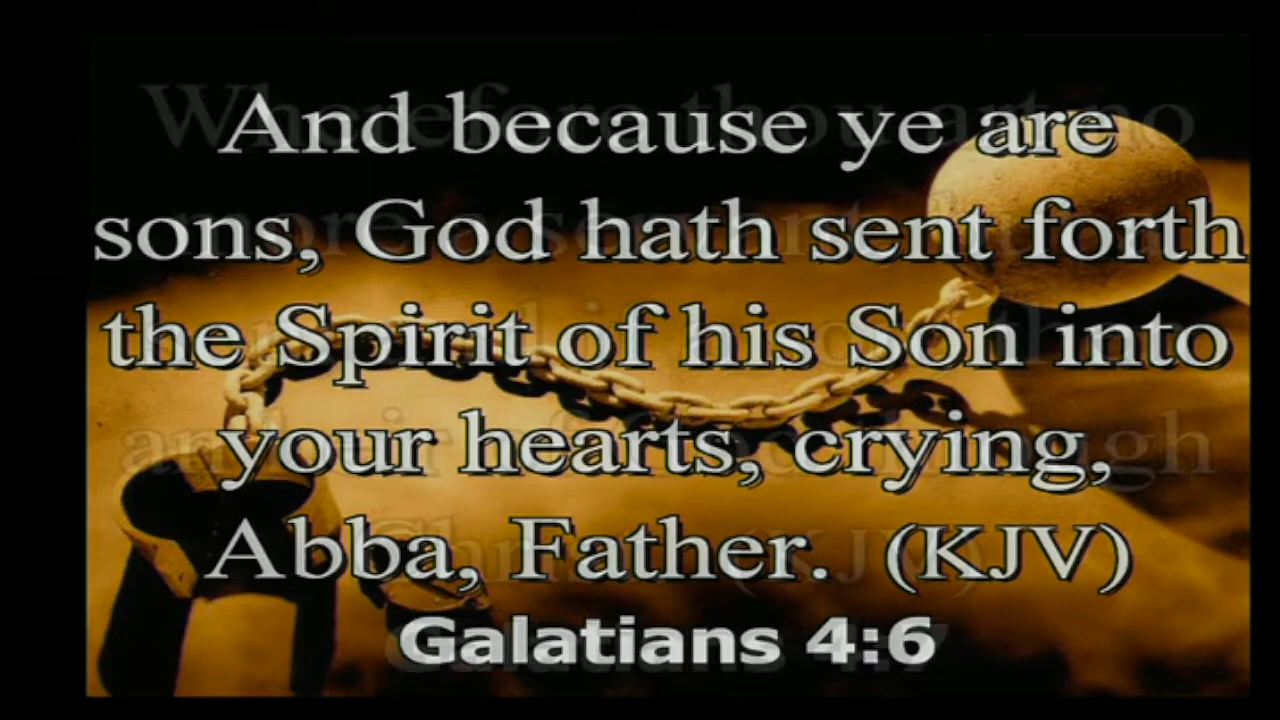 And because ye are
sons, God hath sent forth
the Spirit of his Son into
your hearts, crying,
Abba, Father. (KJV)
Galatians 4:6